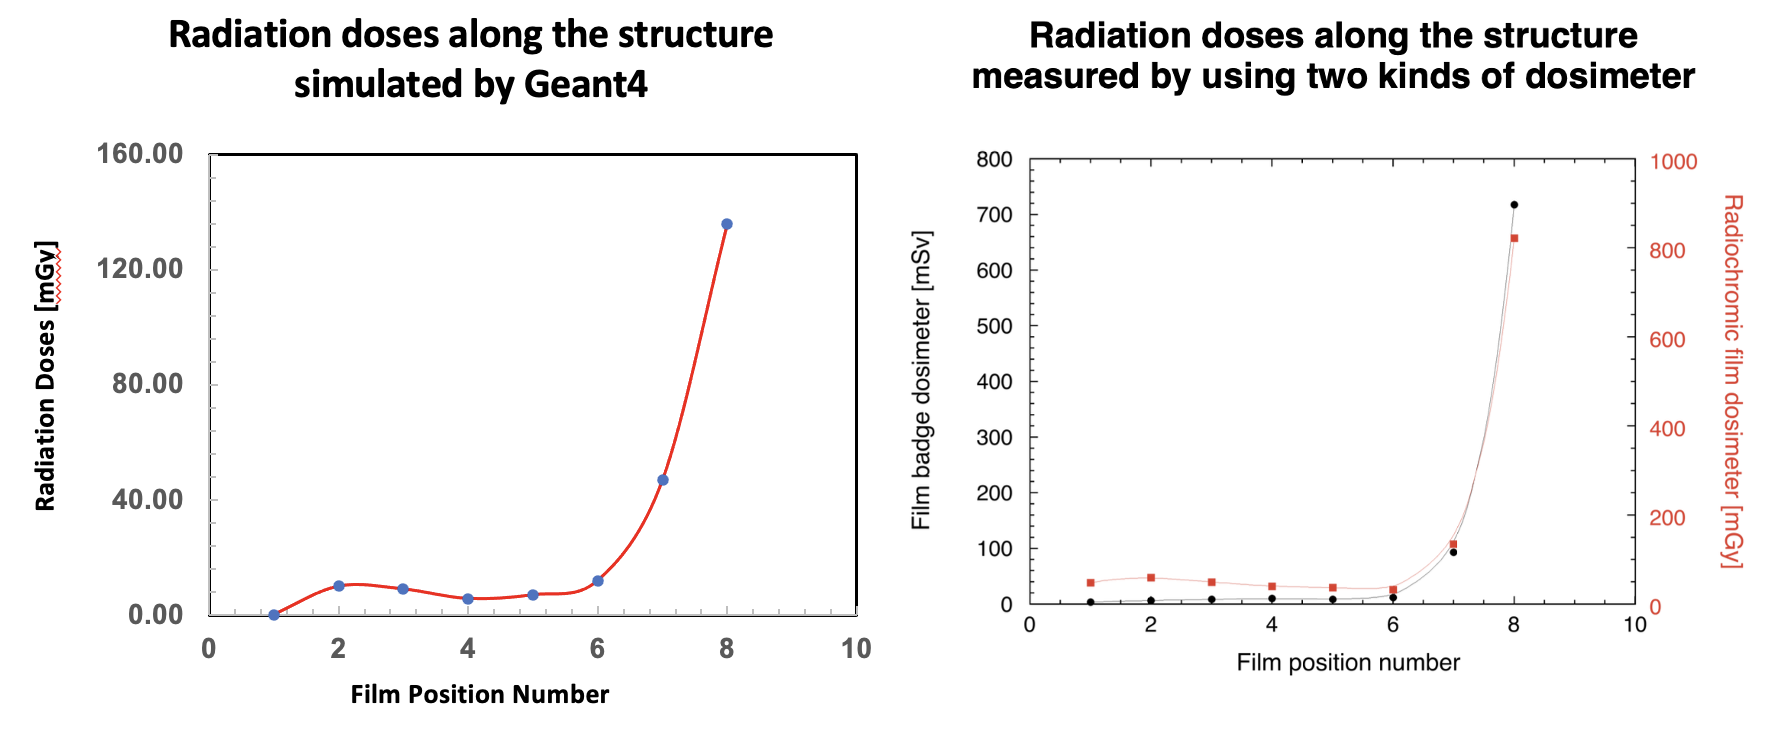 Radiation doses along the structure
simulated by Geant4
160.00
120.00
80.00
40.00
0.00
Radiation Doses [mGy]
0 2 4 6 8 10
Film Position Number
Radiation doses along the structure
measured by using two kinds of dosimeter
800
700
600
500
400
300
200
100
0
Film badge dosimeter [mSv]
1000
800
600
400
200
0
Radiochromic film dosimeter [mGy]
0 2 4 6 8 10
Film position number